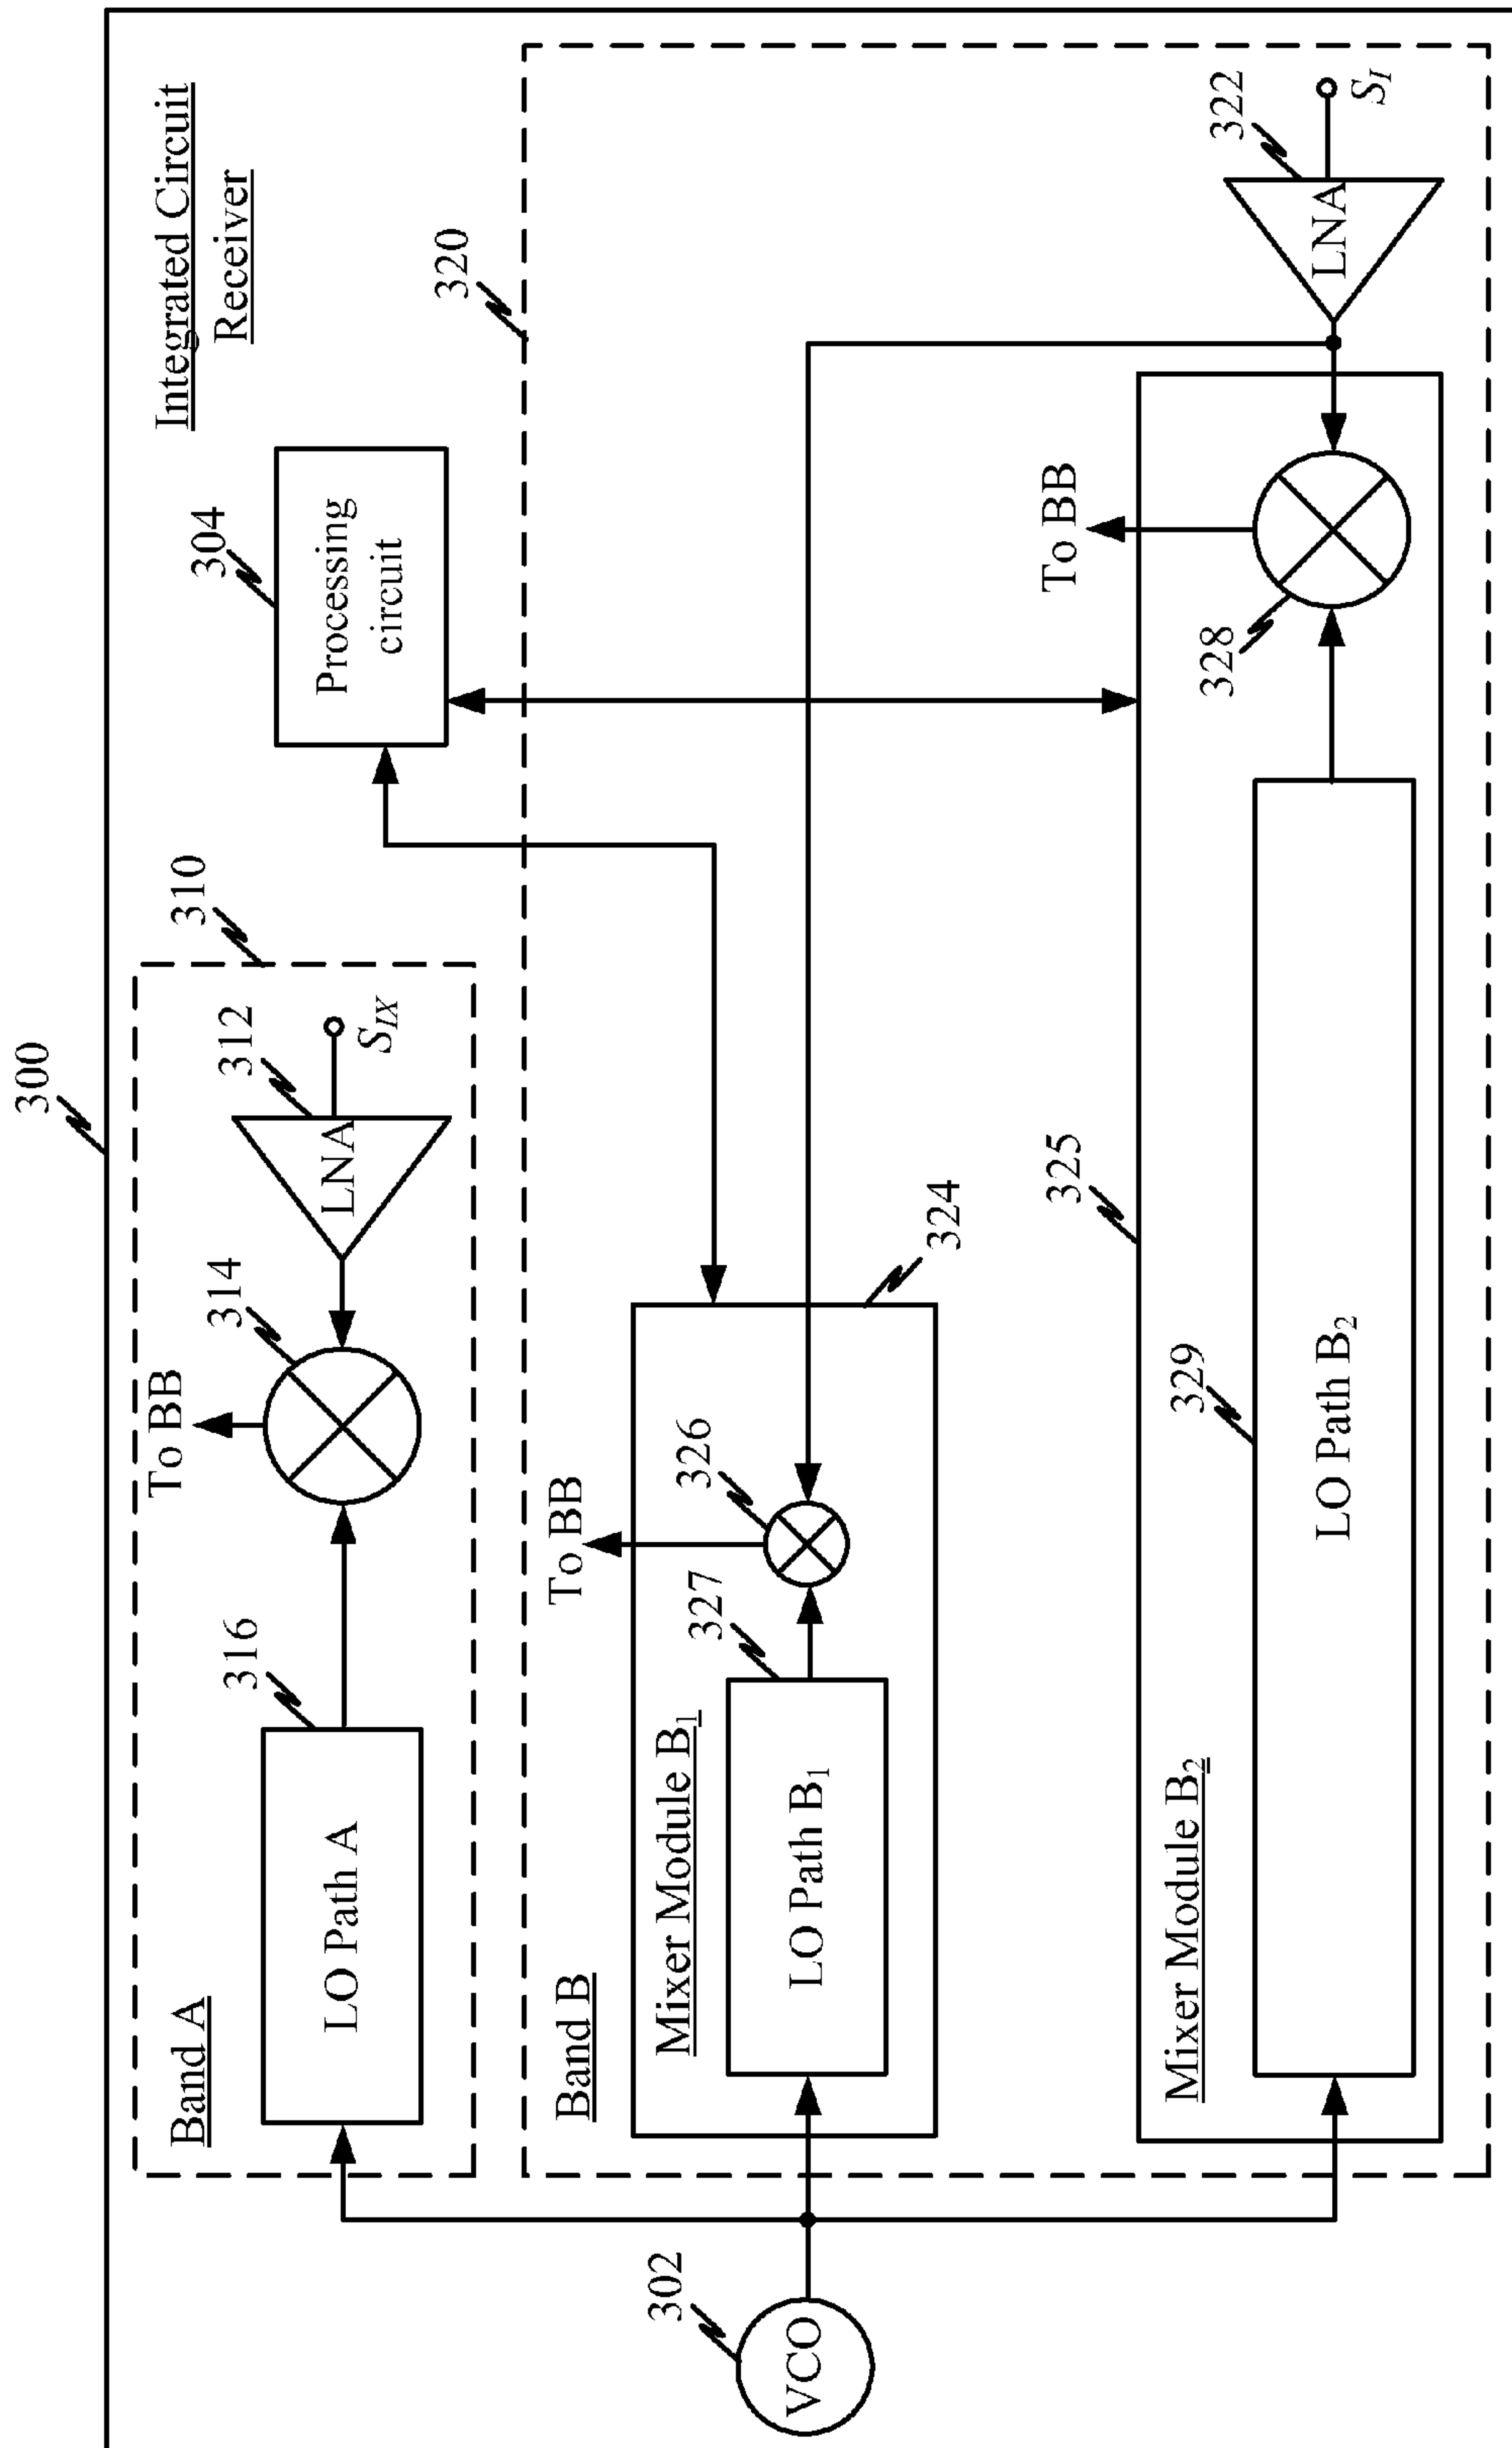 300
Integrated Circuit
Receiver
310
Band A
316
LO Path A
To BB
314
312
LNA
S_IX
304
Processing
circuit
320
Band B
Mixer Module B₁
327
LO Path B₁
To BB
326
324
302
VCO
325
Mixer Module B₂
329
LO Path B₂
To BB
328
322
LNA
S_I